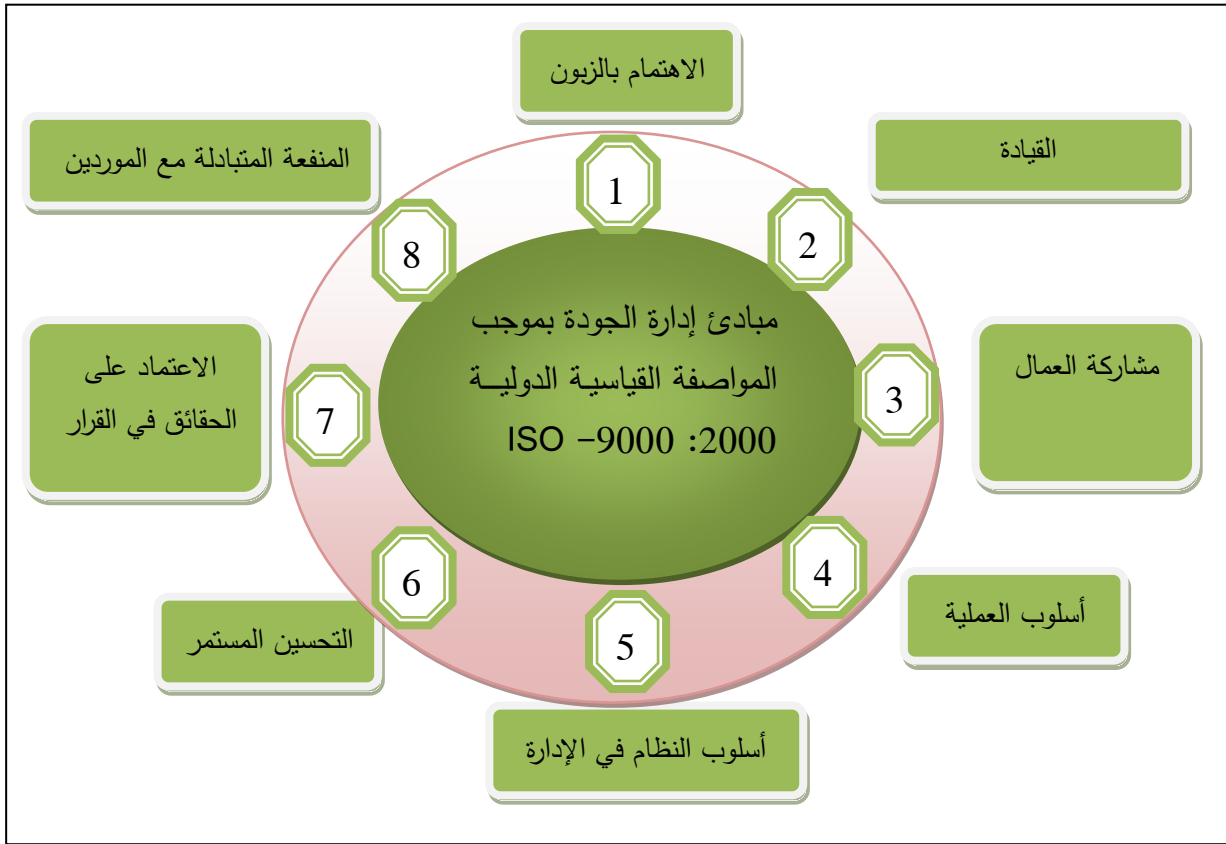 الاهتمام بالزبون
القيادة
المنفعة المتبادلة مع الموردين
1
2
8
مبادئ إدارة الجودة بموجب
المواصفة القياسية الدولية
ISO -9000 :2000
مشاركة العمال
3
الاعتماد على
الحقائق في القرار
7
4
أسلوب العملية
6
التحسين المستمر
5
أسلوب النظام في الإدارة